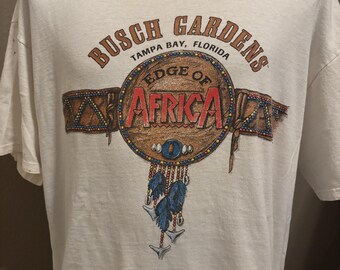 BUSCH GARDENS
TAMPA BAY, FLORIDA
EDGE OF
AFRICA